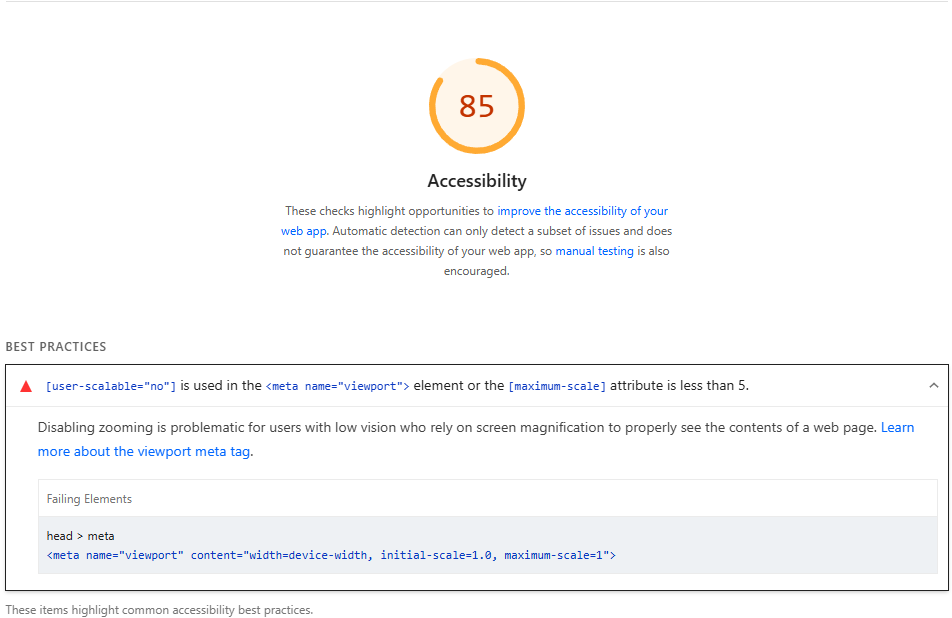 85
Accessibility
These checks highlight opportunities to improve the accessibility of your
web app. Automatic detection can only detect a subset of issues and does
not guarantee the accessibility of your web app, so manual testing is also
encouraged.
BEST PRACTICES
[user-scalable="no"] is used in the <meta name="viewport"> element or the [maximum-scale] attribute is less than 5.
Disabling zooming is problematic for users with low vision who rely on screen magnification to properly see the contents of a web page. Learn
more about the viewport meta tag.
Failing Elements
head > meta
<meta name="viewport" content="width=device-width, initial-scale=1.0, maximum-scale=1">
These items highlight common accessibility best practices.